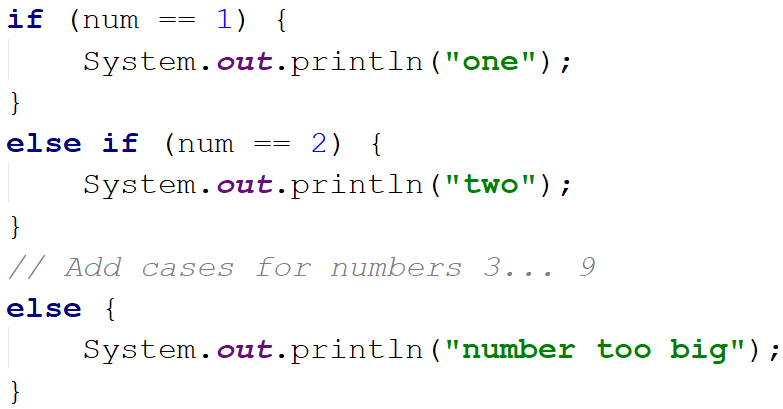 if (num == 1) {
    System.out.println("one");
}
else if (num == 2) {
    System.out.println("two");
}
// Add cases for numbers 3... 9
else {
    System.out.println("number too big");
}